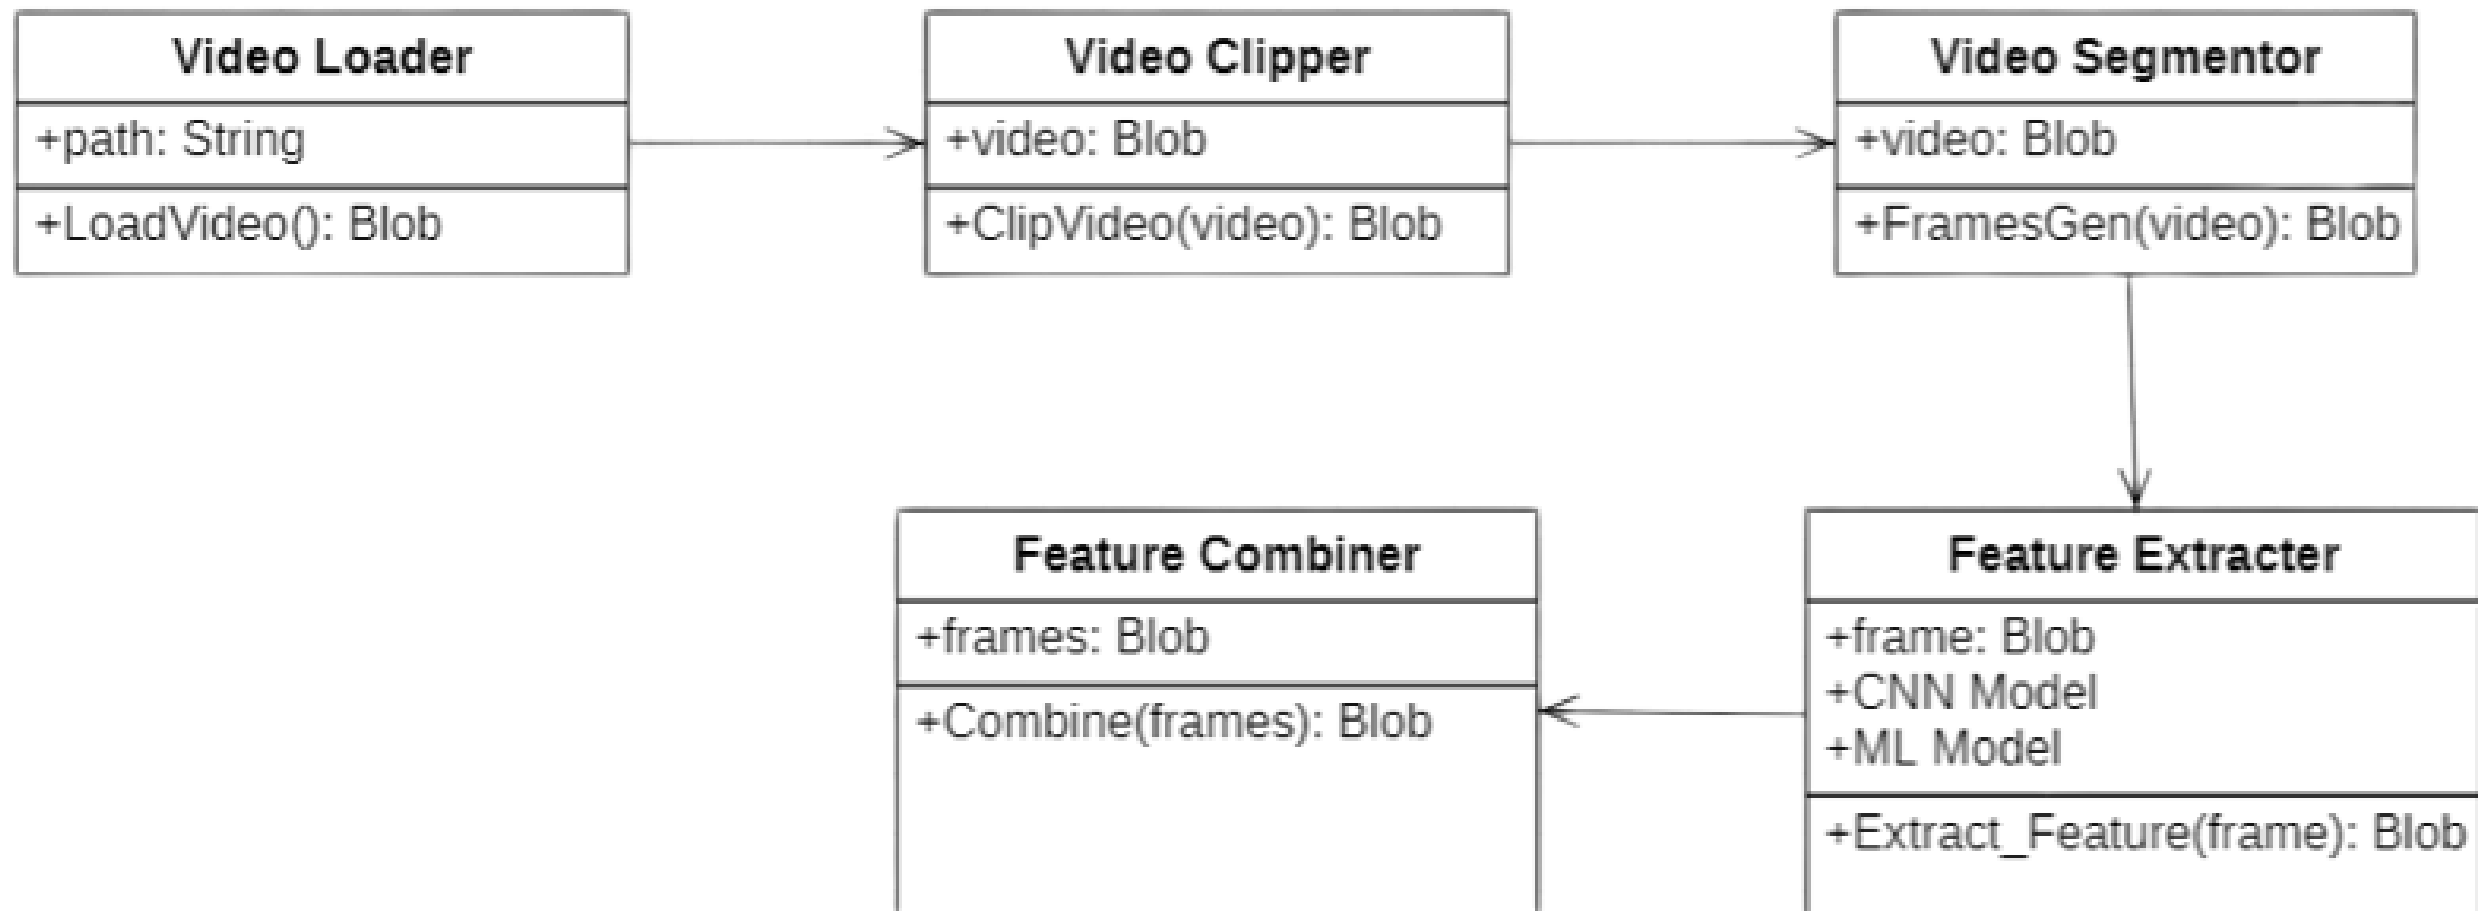 Video Loader
+path: String
+LoadVideo(): Blob
Video Clipper
+video: Blob
+ClipVideo(video): Blob
Video Segmentor
+video: Blob
+FramesGen(video): Blob
Feature Combiner
+frames: Blob
+Combine(frames): Blob
Feature Extracter
+frame: Blob
+CNN Model
+ML Model
+Extract_Feature(frame): Blob